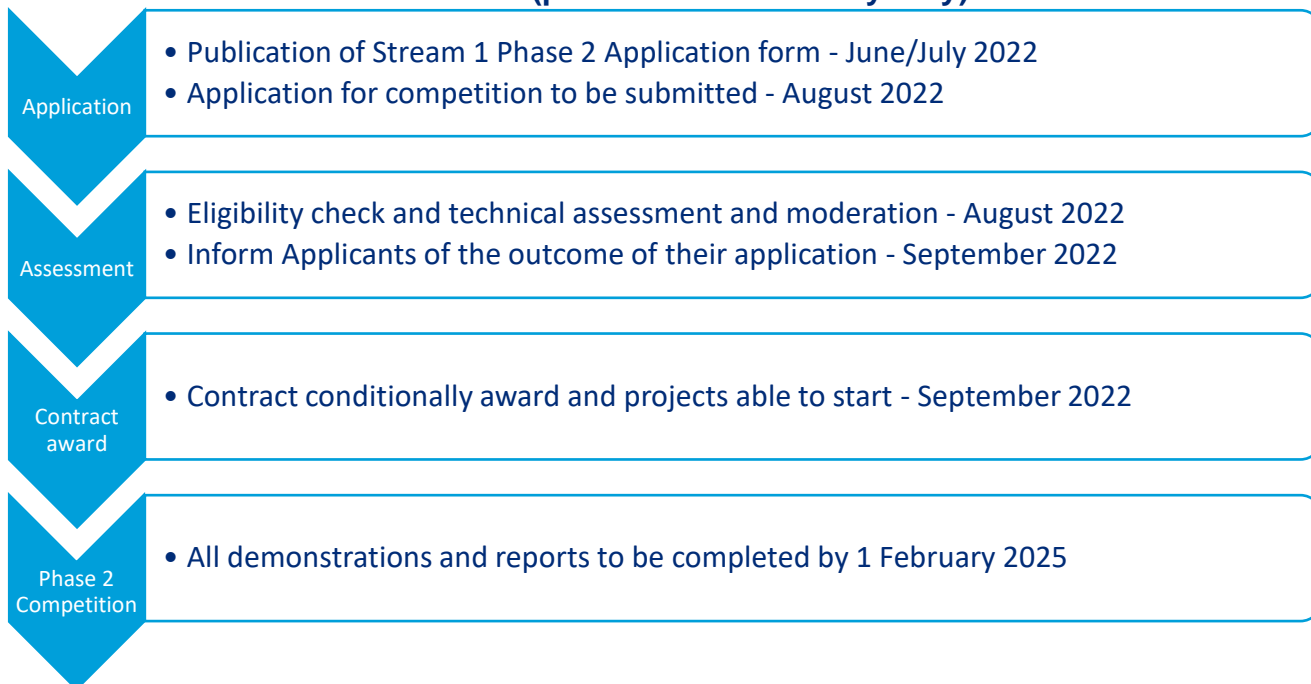 Application
• Publication of Stream 1 Phase 2 Application form - June/July 2022
• Application for competition to be submitted - August 2022
Assessment
• Eligibility check and technical assessment and moderation - August 2022
• Inform Applicants of the outcome of their application - September 2022
Contract
award
• Contract conditionally award and projects able to start - September 2022
Phase 2
Competition
• All demonstrations and reports to be completed by 1 February 2025